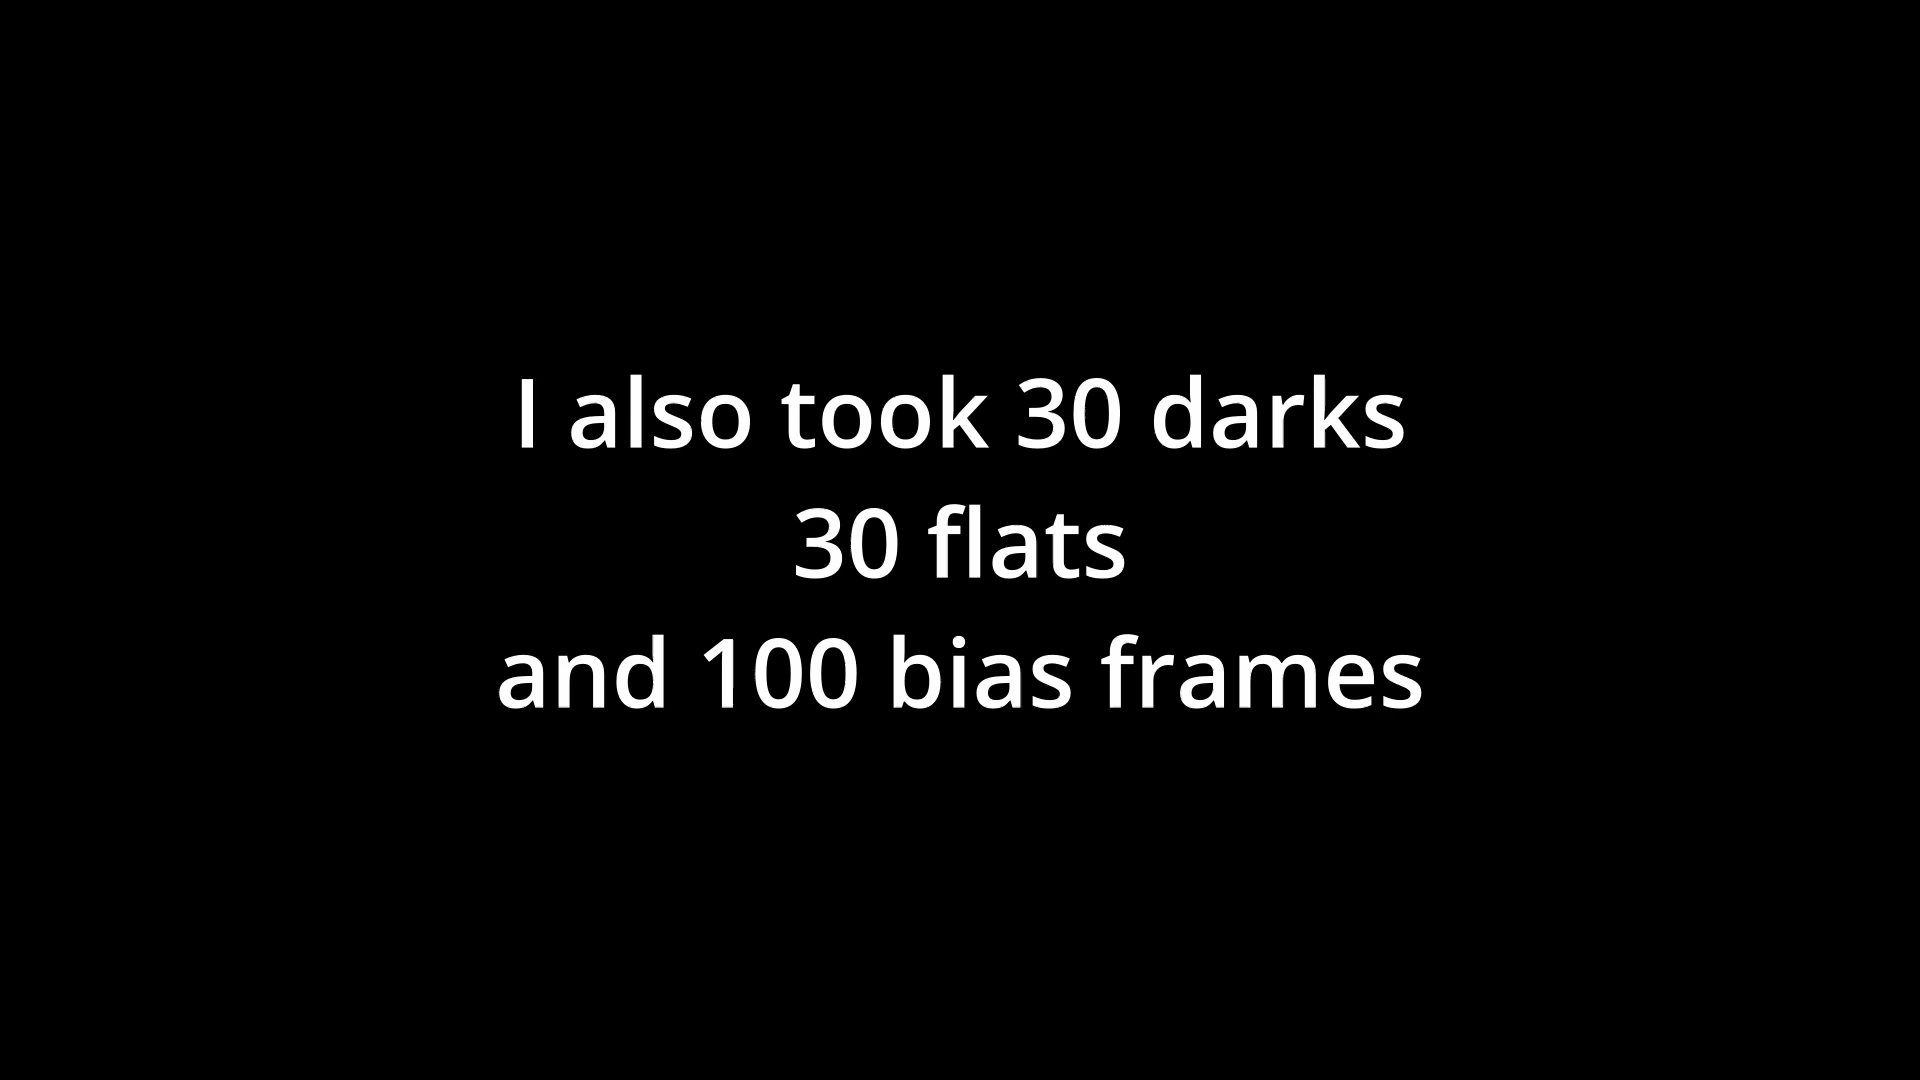 I also took 30 darks
30 flats
and 100 bias frames